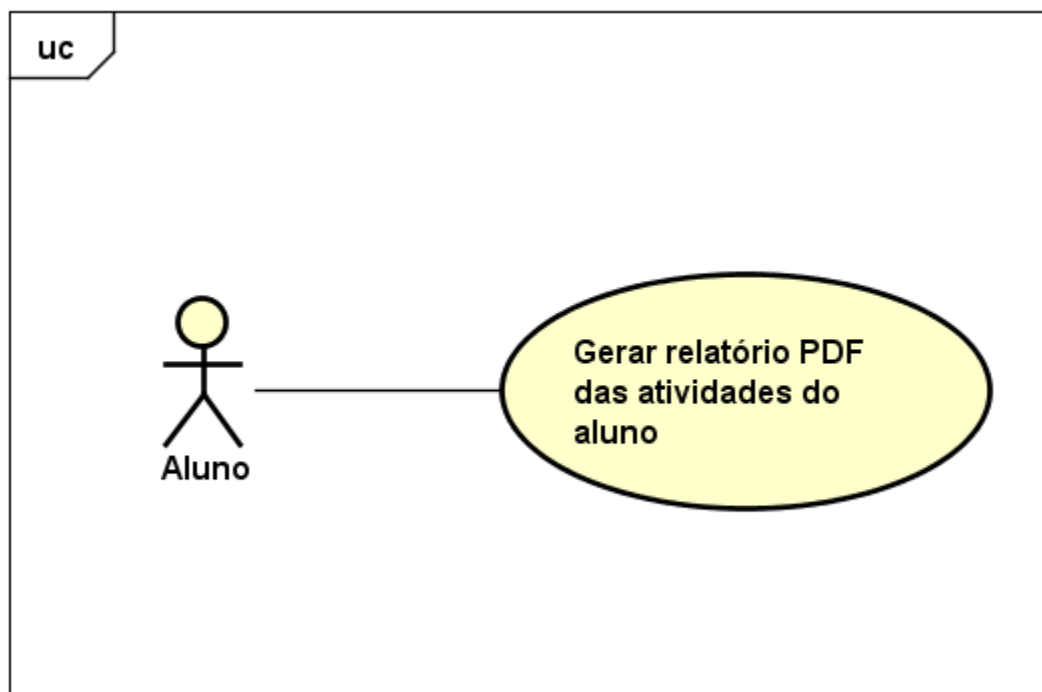 uc
Gerar relatório PDF
das atividades do
aluno
Aluno